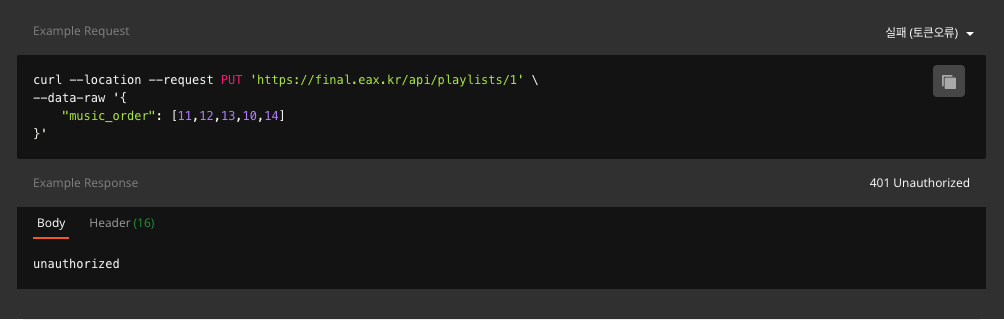 Example Request
실패 (토큰오류)
curl --location --request PUT 'https://final.eax.kr/api/playlists/1' \
--data-raw '{
    "music_order": [11,12,13,10,14]
}'
Example Response
401 Unauthorized
Body Header (16)
unauthorized